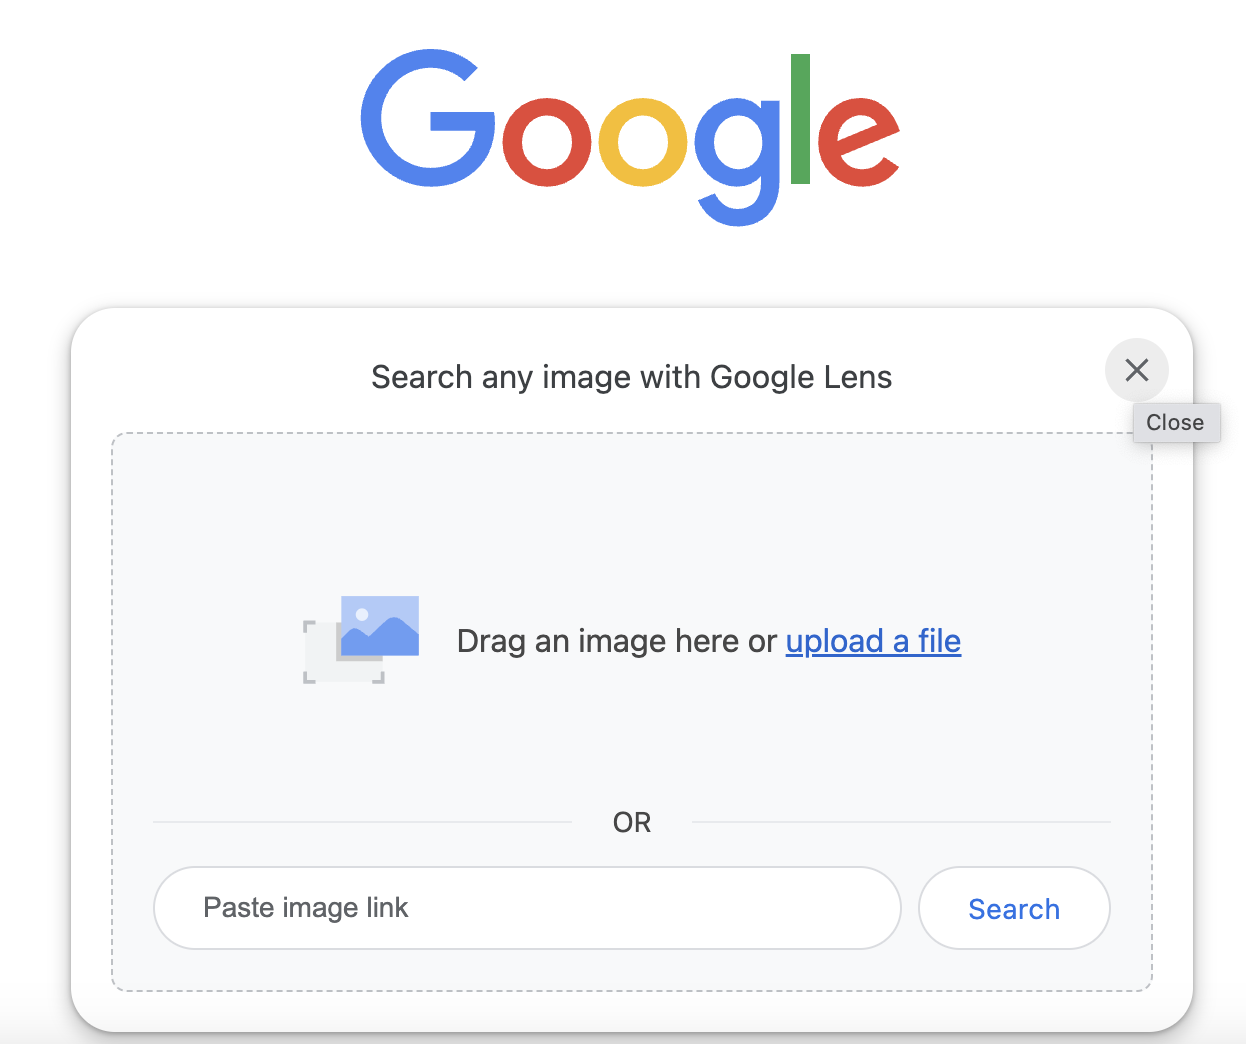 Google
Search any image with Google Lens
Close
Drag an image here or upload a file
OR
Paste image link
Search